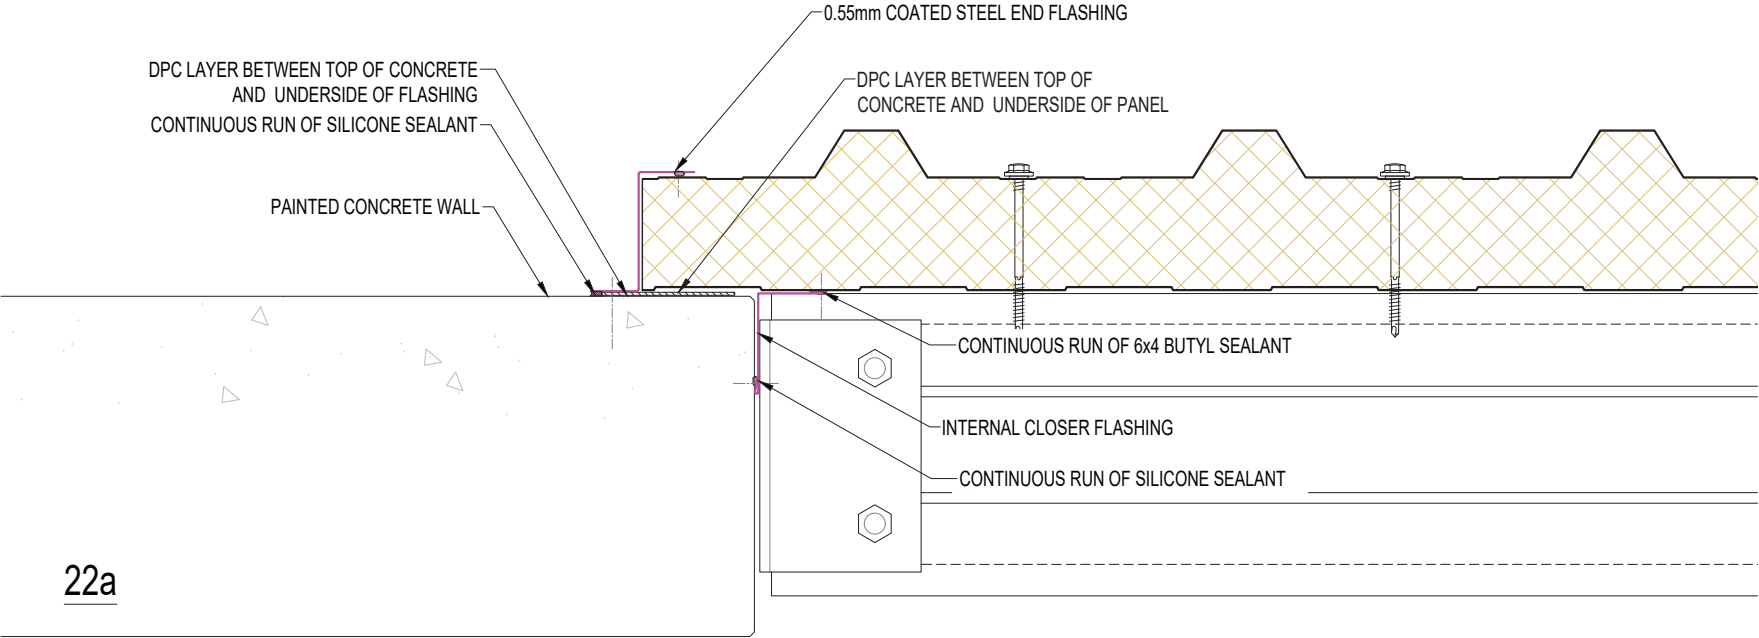 0.55mm COATED STEEL END FLASHING
DPC LAYER BETWEEN TOP OF CONCRETE
AND UNDERSIDE OF FLASHING
CONTINUOUS RUN OF SILICONE SEALANT
DPC LAYER BETWEEN TOP OF
CONCRETE AND UNDERSIDE OF PANEL
PAINTED CONCRETE WALL
CONTINUOUS RUN OF 6x4 BUTYL SEALANT
INTERNAL CLOSER FLASHING
CONTINUOUS RUN OF SILICONE SEALANT
22a